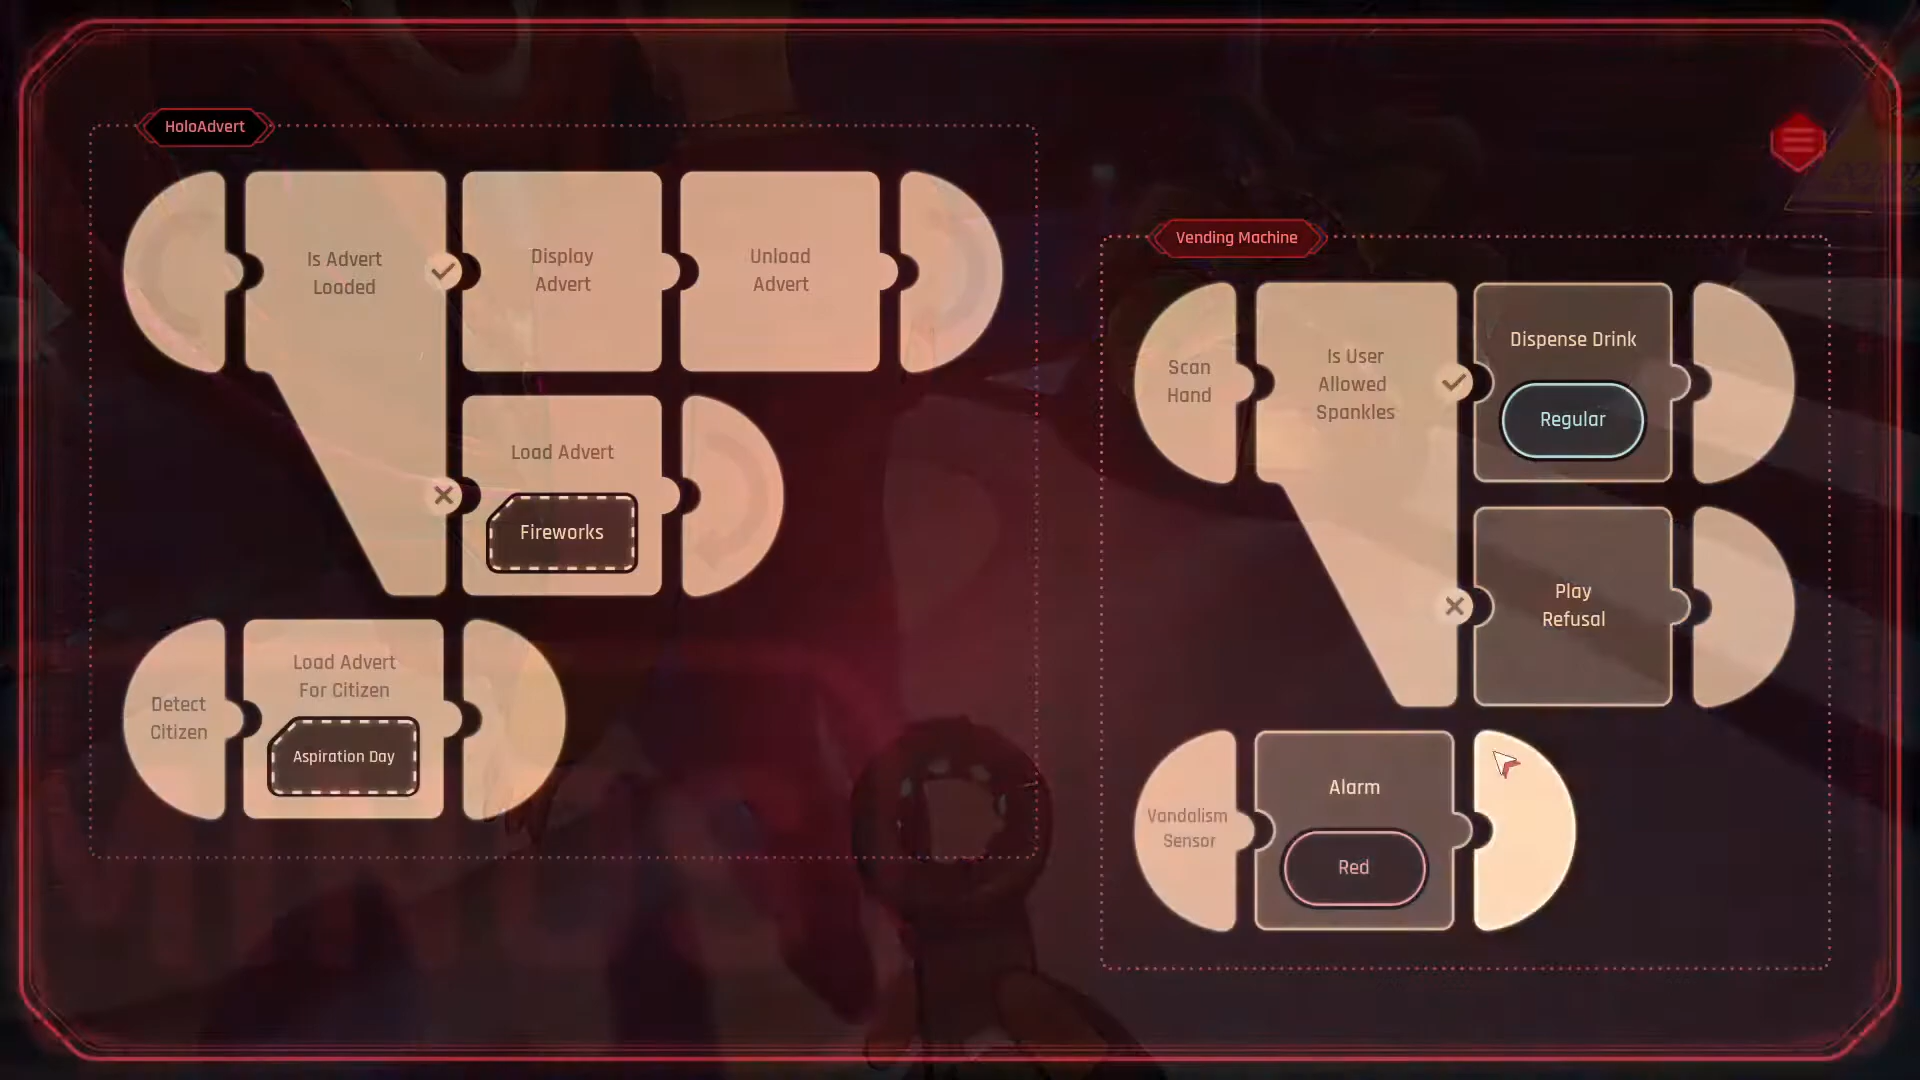 HoloAdvert
Is Advert
Loaded
Display
Advert
Unload
Advert
Load Advert
Fireworks
Detect
Citizen
Load Advert
For Citizen
Aspiration Day
Vending Machine
Scan
Hand
Is User
Allowed
Spankles
Dispense Drink
Regular
Play
Refusal
Vandalism
Sensor
Alarm
Red